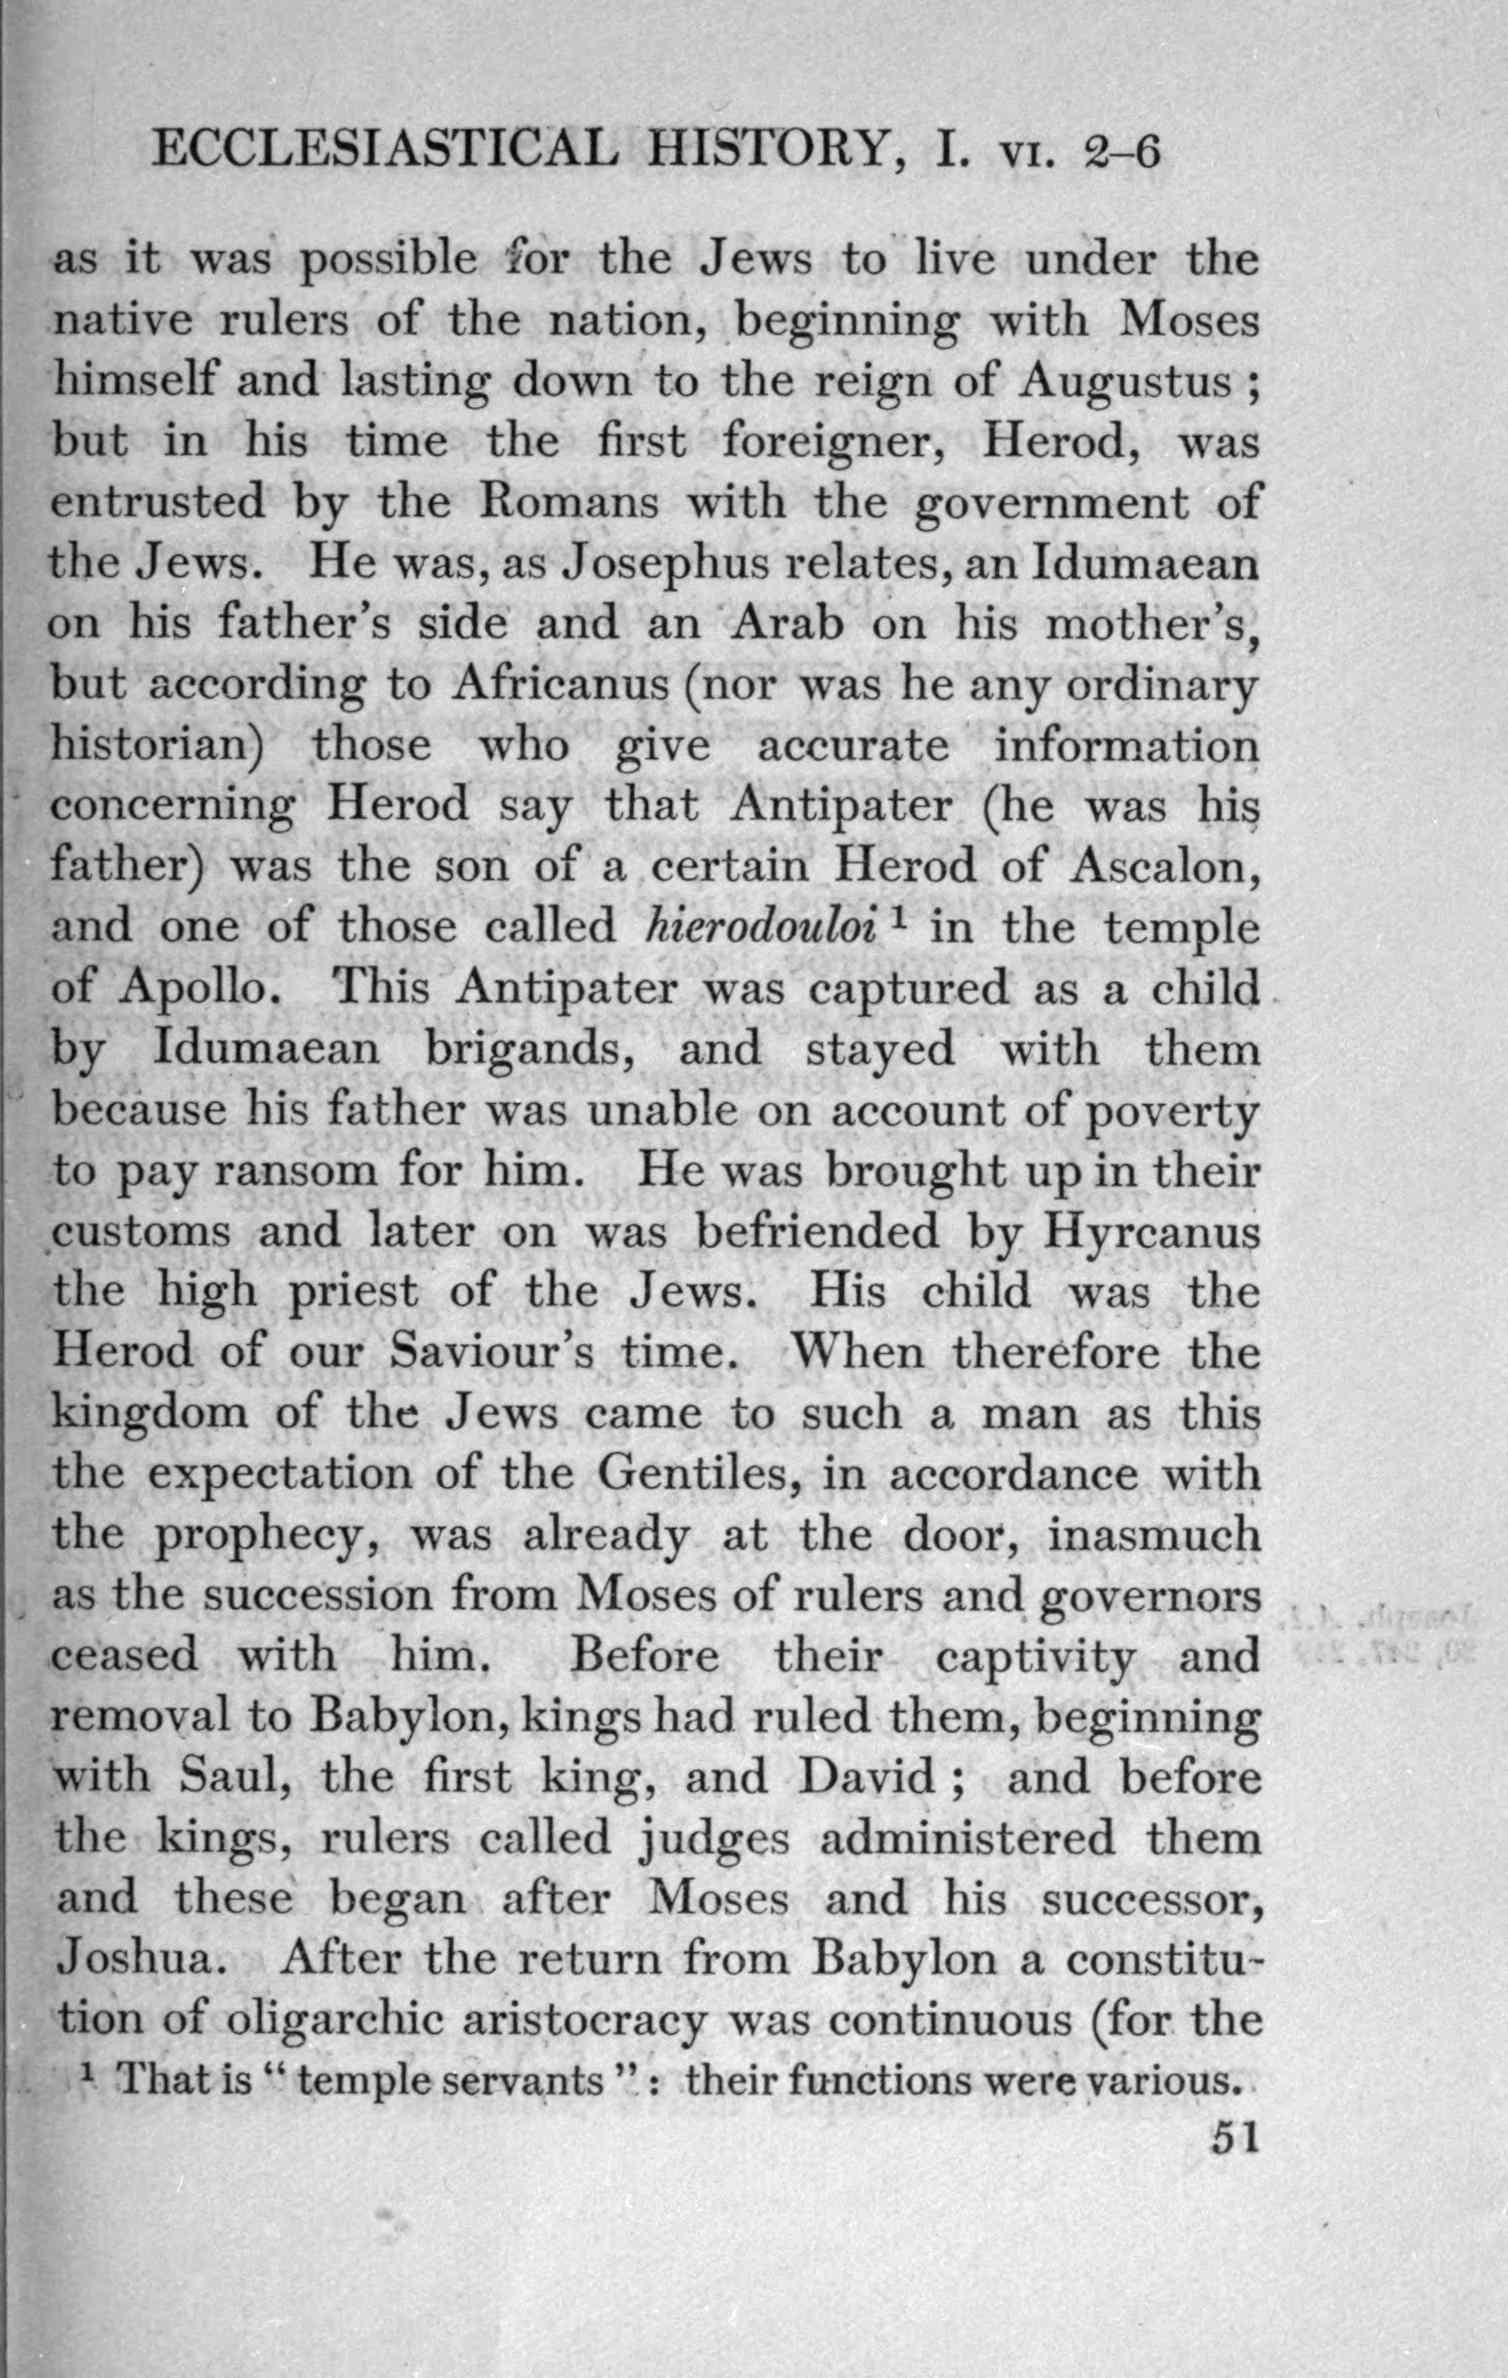 ECCLESIASTICAL HISTORY, I. VI. 2–6
as it was possible for the Jews to live under the
native rulers of the nation, beginning with Moses
himself and lasting down to the reign of Augustus ;
but in his time the first foreigner, Herod, was
entrusted by the Romans with the government of
the Jews. He was, as Josephus relates, an Idumaean
on his father's side and an Arab on his mother's,
but according to Africanus (nor was he any ordinary
historian) those who give accurate information
concerning Herod say that Antipater (he was his
father) was the son of a certain Herod of Ascalon,
and one of those called hierodouloi ¹ in the temple
of Apollo. This Antipater was captured as a child
by Idumaean brigands, and stayed with them
because his father was unable on account of poverty
to pay ransom for him. He was brought up in their
customs and later on was befriended by Hyrcanus
the high priest of the Jews. His child was the
Herod of our Saviour's time. When therefore the
kingdom of the Jews came to such a man as this
the expectation of the Gentiles, in accordance with
the prophecy, was already at the door, inasmuch
as the succession from Moses of rulers and governors
ceased with him. Before their captivity and
removal to Babylon, kings had ruled them, beginning
with Saul, the first king, and David ; and before
the kings, rulers called judges administered them
and these began after Moses and his successor,
Joshua. After the return from Babylon a constitu-
tion of oligarchic aristocracy was continuous (for the
¹ That is “ temple servants ” : their functions were various.
51